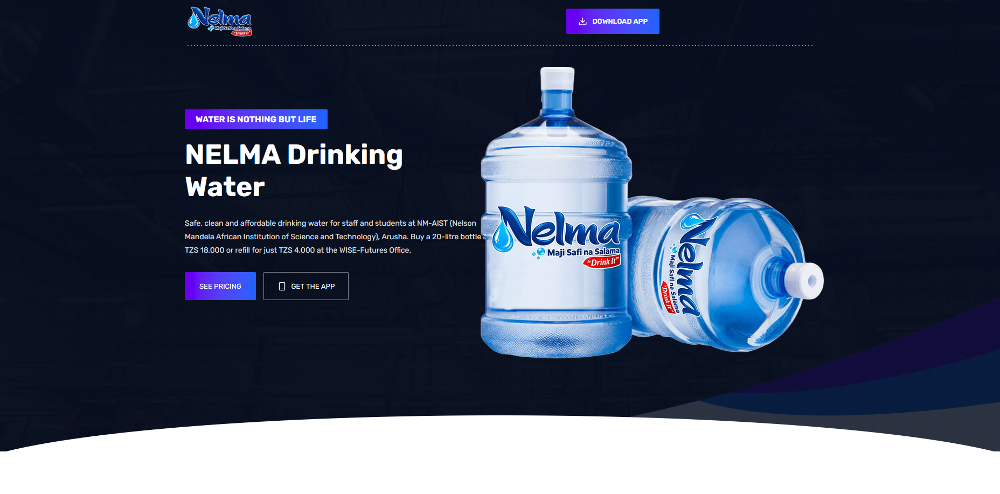 Nelma
Maji Safi na Salama
"Drink It"
DOWNLOAD APP
WATER IS NOTHING BUT LIFE
NELMA Drinking
Water
Safe, clean and affordable drinking water for staff and students at NM-AIST (Nelson
Mandela African Institution of Science and Technology), Arusha. Buy a 20-litre bottle
TZS 18,000 or refill for just TZS 4,000 at the WISE-Futures Office.
SEE PRICING
GET THE APP
Nelma
Maji Safi na Salama
"Drink It"
Nelma
Maji Safi na Salama
"Drink It"